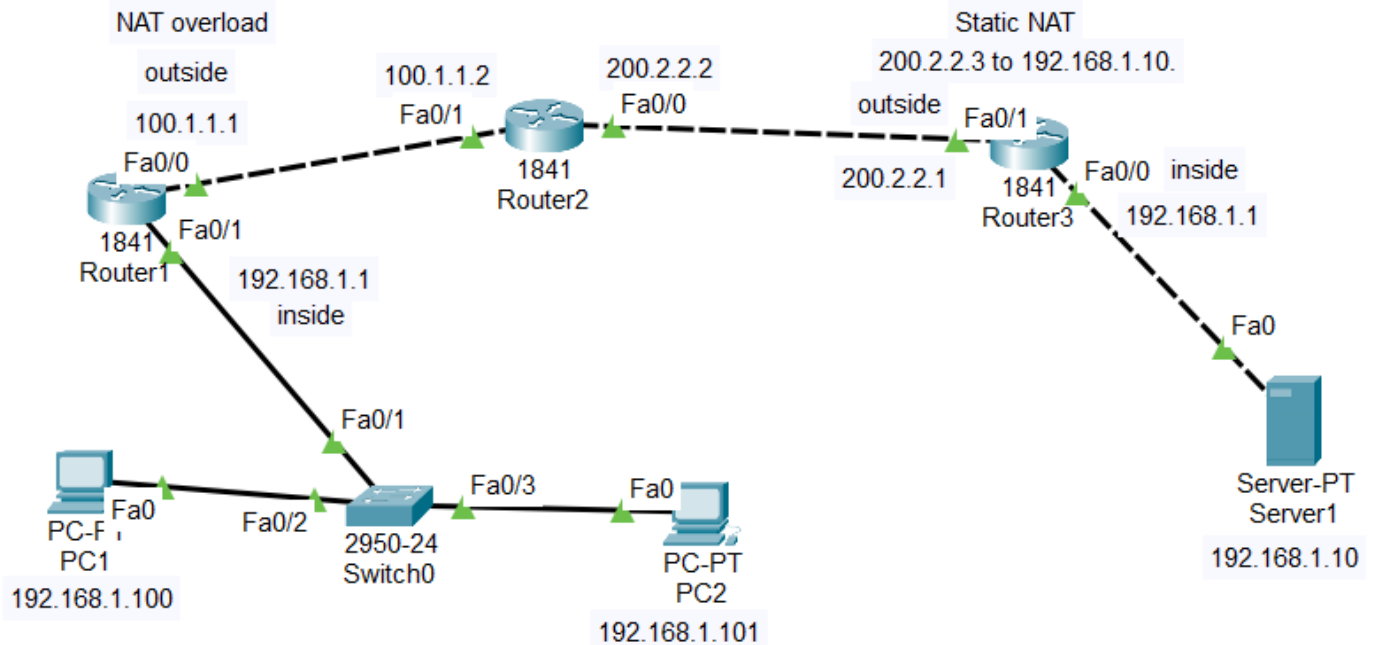 NAT overload
outside
100.1.1.1
Fa0/0
1841
Router1
Fa0/1
192.168.1.1
inside
100.1.1.2
Fa0/1
200.2.2.2
Fa0/0
1841
Router2
Static NAT
200.2.2.3 to 192.168.1.10.
outside
Fa0/1
200.2.2.1
1841
Router3
Fa0/0 inside
192.168.1.1
Fa0
Server-PT
Server1
192.168.1.10
Fa0/1
Fa0
Fa0/2
PC1
192.168.1.100
2950-24
Switch0
Fa0/3
Fa0
PC-PT
PC2
192.168.1.101